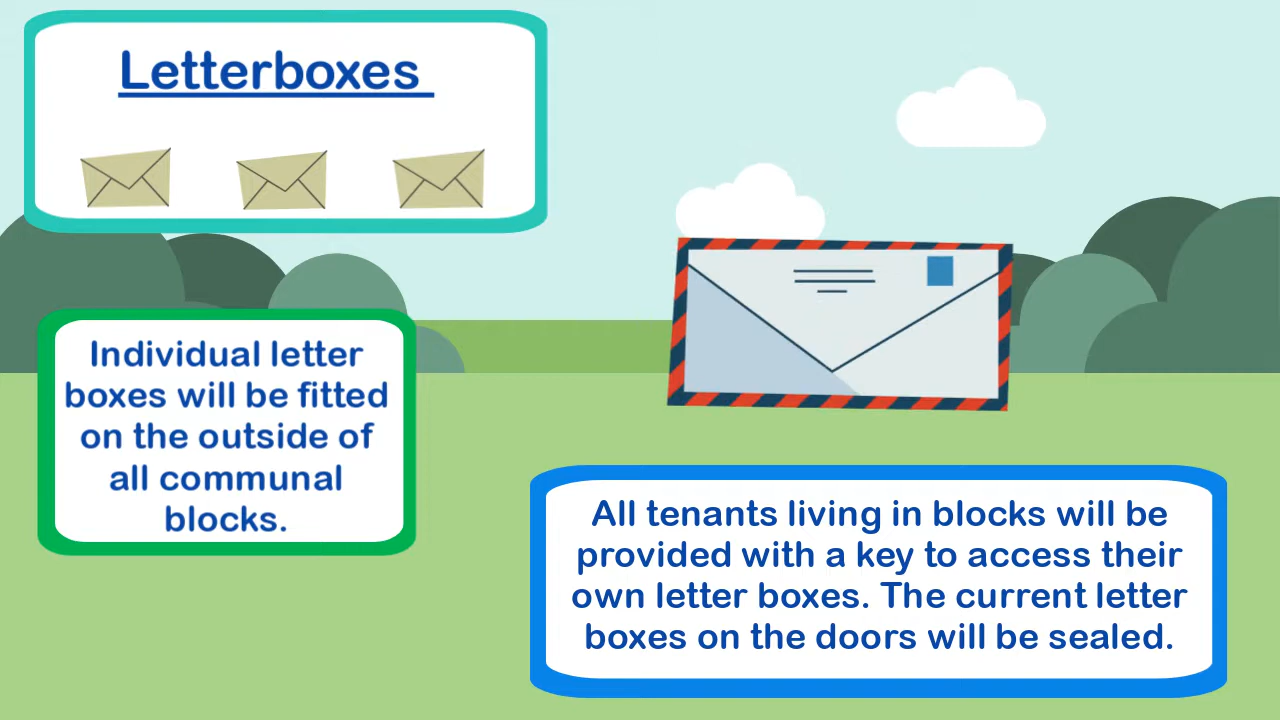 Letterboxes
Individual letter
boxes will be fitted
on the outside of
all communal
blocks.
All tenants living in blocks will be
provided with a key to access their
own letter boxes. The current letter
boxes on the doors will be sealed.